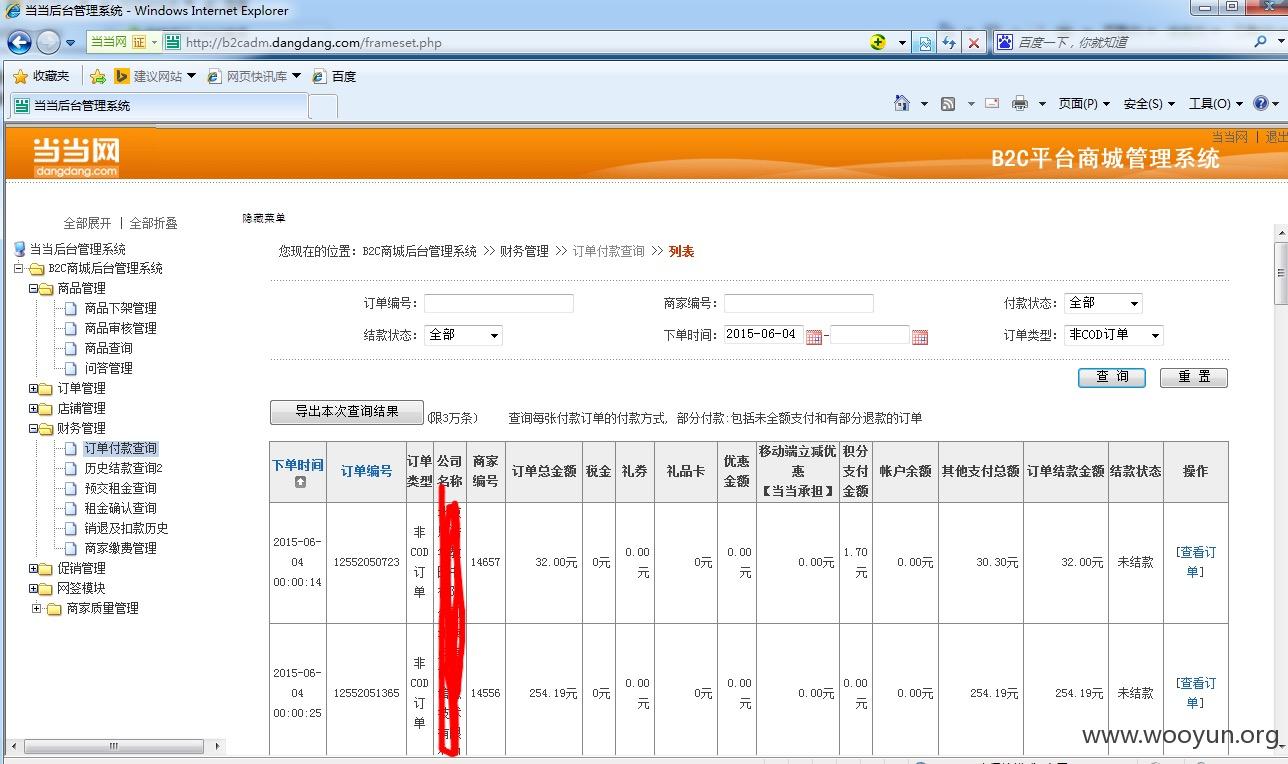 当当后台管理系统 - Windows Internet Explorer
当当网 证 http://b2cadm.dangdang.com/frameset.php 百度一下，你就知道
收藏夹 建议网站 网页快讯库 百度
当当后台管理系统 页面(P) 安全(S) 工具(O)
当当网 | 退出
当当网
dangdang.com
B2C平台商城管理系统
全部展开 | 全部折叠
隐藏菜单
当当后台管理系统
B2C商城后台管理系统
商品管理
商品下架管理
商品审核管理
商品查询
问答管理
订单管理
店铺管理
财务管理
订单付款查询
历史结款查询2
预交租金查询
租金确认查询
销退及扣款历史
商家缴费管理
促销管理
网签模块
商家质量管理
您现在的位置：B2C商城后台管理系统 >> 财务管理 >> 订单付款查询 >> 列表
订单编号： 商家编号： 付款状态：全部
结款状态：全部 下单时间：2015-06-04 - 订单类型：非COD订单
查 询 重 置
导出本次查询结果 (限3万条) 查询每张付款订单的付款方式，部分付款:包括未全额支付和有部分退款的订单
下单时间 订单编号 订单类型 公司名称 商家编号 订单总金额 税金 礼券 礼品卡 优惠金额 移动端立减优惠【当当承担】 积分支付金额 帐户余额 其他支付总额 订单结款金额 结款状态 操作
2015-06-04 00:00:14 12552050723 非COD订单 14657 32.00元 0元 0.00元 0元 0.00元 0.00元 1.70元 0.00元 30.30元 32.00元 未结款 [查看订单]
2015-06-04 00:00:25 12552051365 非COD订单 14556 254.19元 0元 0.00元 0元 0.00元 0.00元 0.00元 0.00元 254.19元 254.19元 未结款 [查看订单]
www.wooyun.org